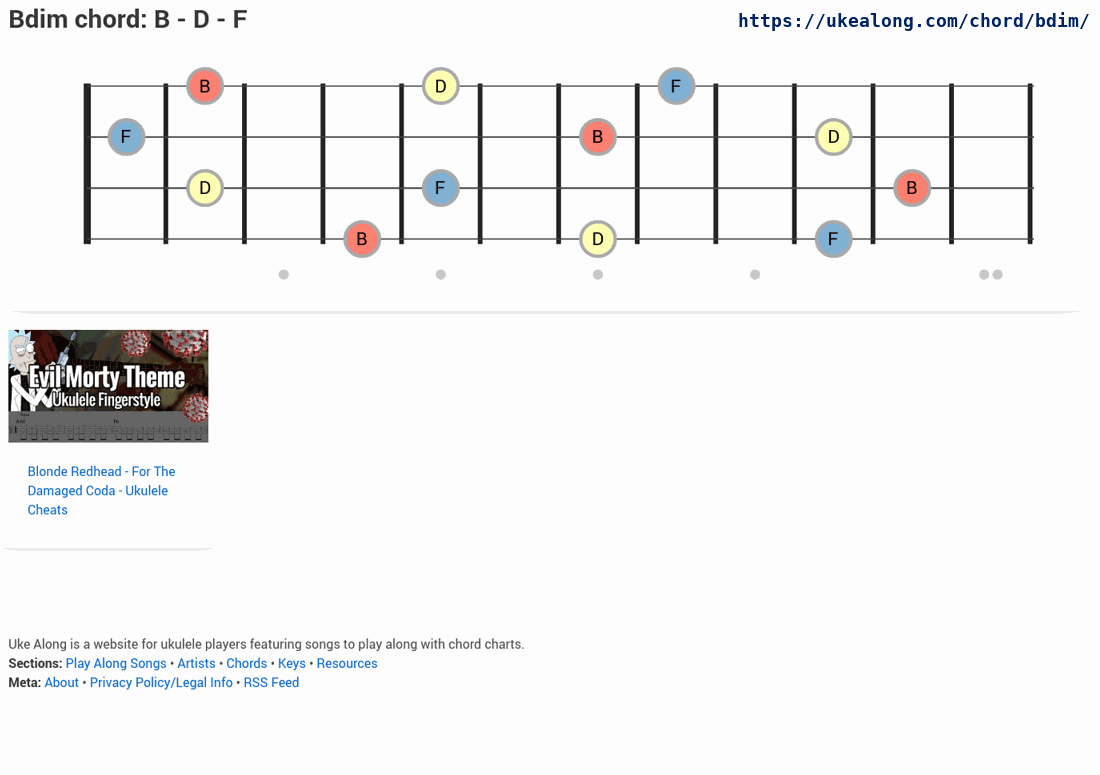 Bdim chord: B - D - F
https://ukealong.com/chord/bdim/
B D F
F B D
D F B
B D F
Evil Morty Theme
Ukulele Fingerstyle
Blonde Redhead - For The
Damaged Coda - Ukulele
Cheats
Uke Along is a website for ukulele players featuring songs to play along with chord charts.
Sections: Play Along Songs • Artists • Chords • Keys • Resources
Meta: About • Privacy Policy/Legal Info • RSS Feed